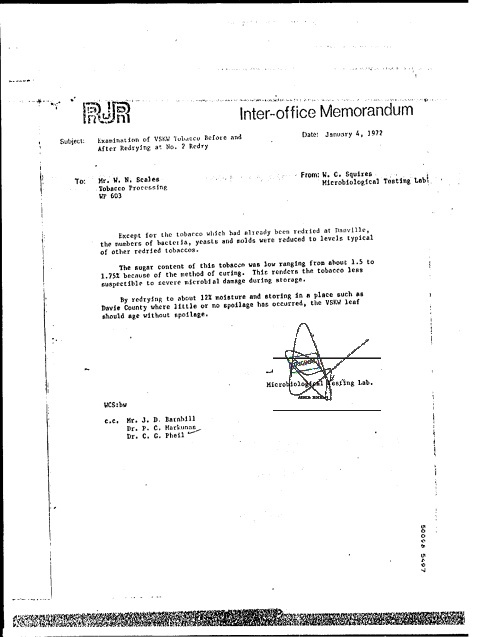 RJR
Inter-office Memorandum
Subject: Examination of VSKW Tobacco Before and
After Redrying at No. 2 Redry
Date: January 4, 1972
To: Mr. W. N. Scales
Tobacco Processing
WF 603
From: W. G. Squires
Microbiological Testing Lab.
Except for the tobacco which had already been redried at Danville,
the numbers of bacteria, yeasts and molds were reduced to levels typical
of other redried tobaccos.
The sugar content of this tobacco was low ranging from about 1.5 to
1.75% because of the method of curing. This renders the tobacco less
susceptible to severe microbial damage during storage.
By redrying to about 12% moisture and storing in a place such as
Davie County where little or no spoilage has occurred, the VSKW leaf
should age without spoilage.
Microbiological Testing Lab.
WCS:bw
c.c. Mr. J. D. Barnhill
Dr. P. C. Markunas
Dr. C. G. Pheil